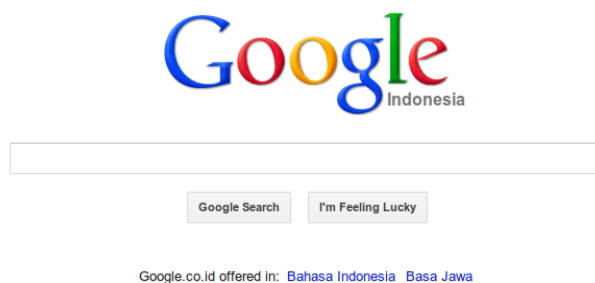 Google
Indonesia
Google Search I'm Feeling Lucky
Google.co.id offered in: Bahasa Indonesia Basa Jawa